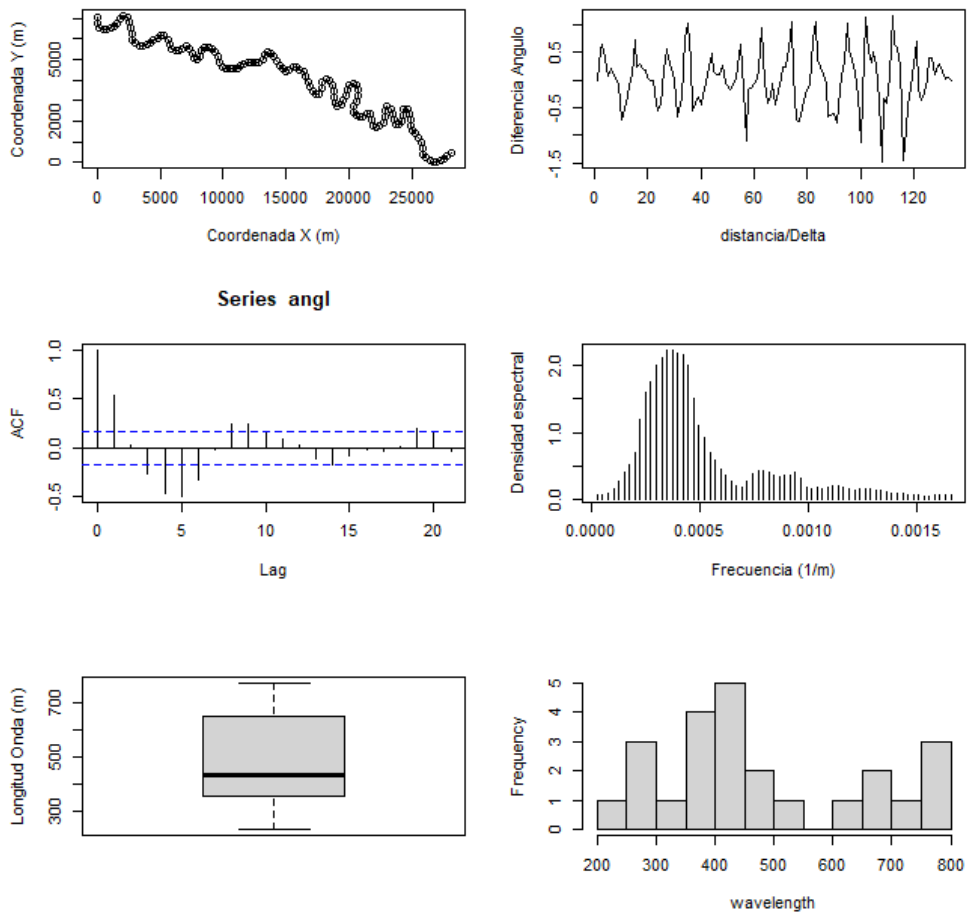 Coordenada Y (m)
0 2000 5000
0 5000 10000 15000 20000 25000
Coordenada X (m)
Diferencia Angulo
-1.5 -0.5 0.5
0 20 40 60 80 100 120
distancia/Delta
Series angl
ACF
-0.5 0.0 0.5 1.0
0 5 10 15 20
Lag
Densidad espectral
0.0 1.0 2.0
0.0000 0.0005 0.0010 0.0015
Frecuencia (1/m)
Longitud Onda (m)
300 500 700
Frequency
0 1 2 3 4 5
200 300 400 500 600 700 800
wavelength